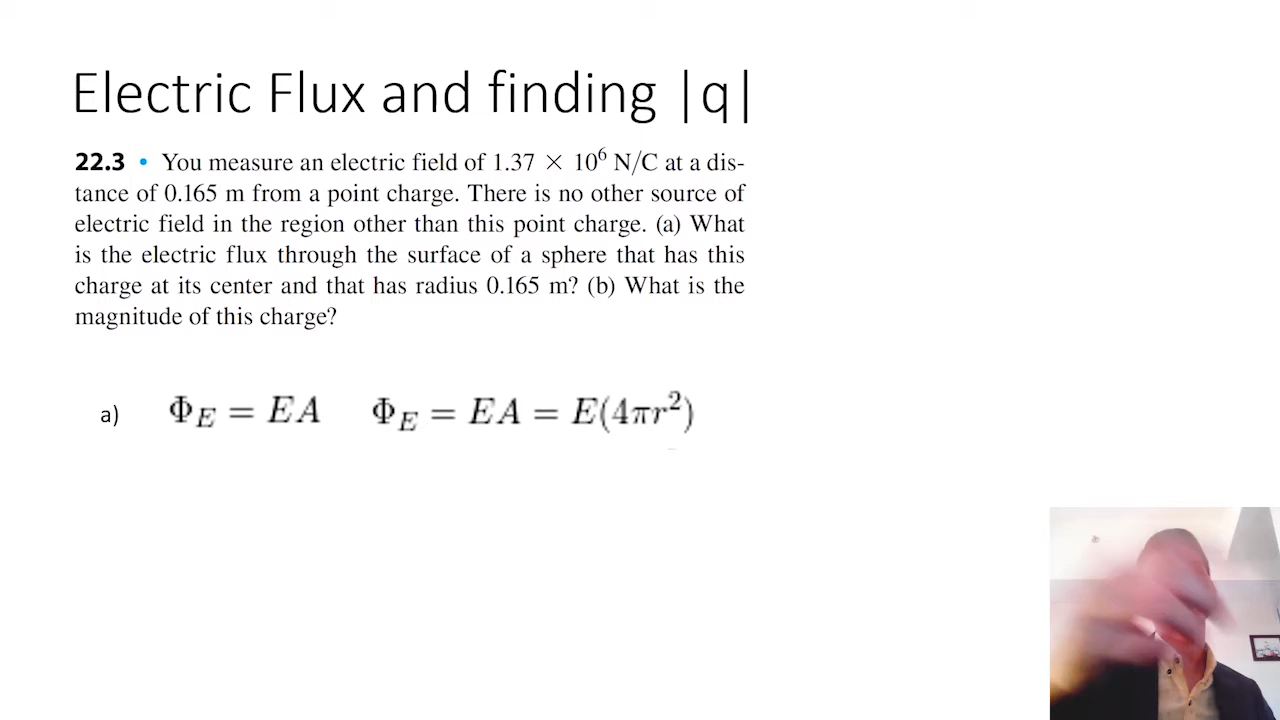 Electric Flux and finding |q|
22.3 • You measure an electric field of 1.37 × 10⁶ N/C at a dis-
tance of 0.165 m from a point charge. There is no other source of
electric field in the region other than this point charge. (a) What
is the electric flux through the surface of a sphere that has this
charge at its center and that has radius 0.165 m? (b) What is the
magnitude of this charge?
a) Φ_E = EA Φ_E = EA = E(4πr²)